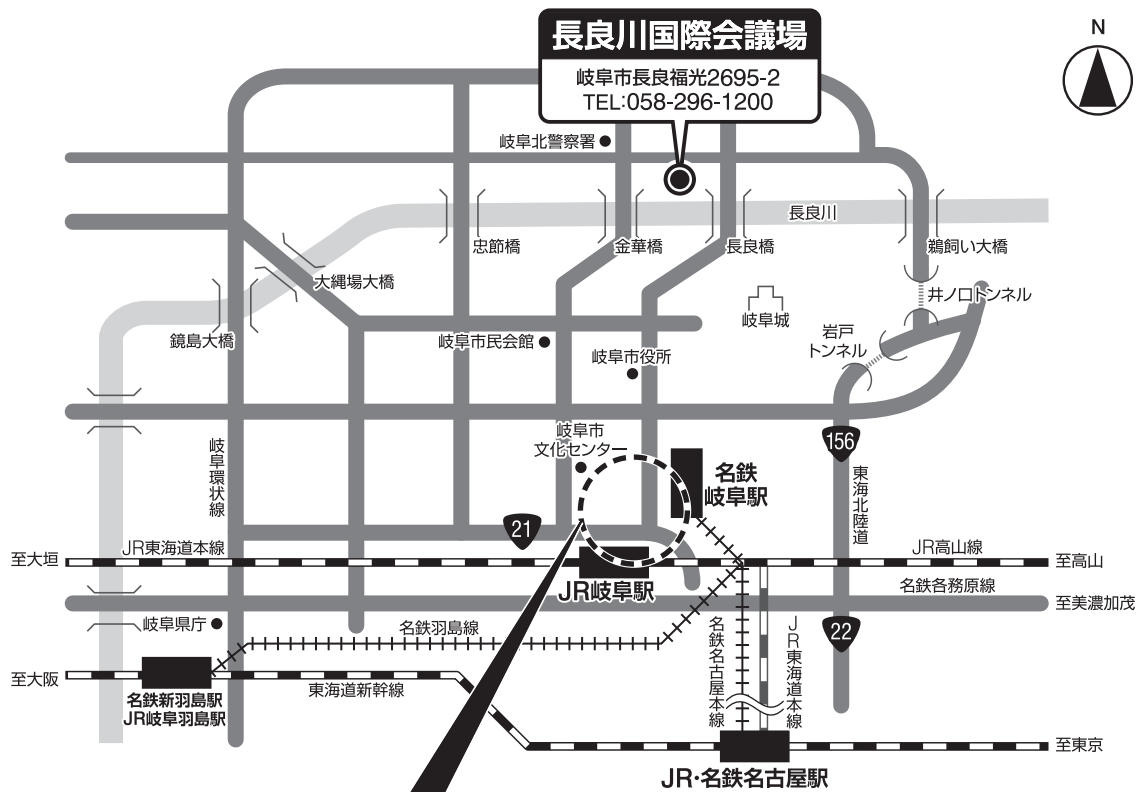 長良川国際会議場
岐阜市長良福光2695-2
TEL:058-296-1200
N
岐阜北警察署
長良川
忠節橋
金華橋
長良橋
鵜飼い大橋
大縄場大橋
井ノ口トンネル
岐阜城
鏡島大橋
岐阜市民会館
岩戸
トンネル
岐阜市役所
岐阜環状線
岐阜市
文化センター
156
名鉄
岐阜駅
東海北陸道
21
至大垣
JR東海道本線
JR高山線
至高山
JR岐阜駅
名鉄各務原線
至美濃加茂
岐阜県庁
名鉄羽島線
22
名鉄名古屋本線
JR東海道本線
至大阪
東海道新幹線
名鉄新羽島駅
JR岐阜羽島駅
至東京
JR・名鉄名古屋駅